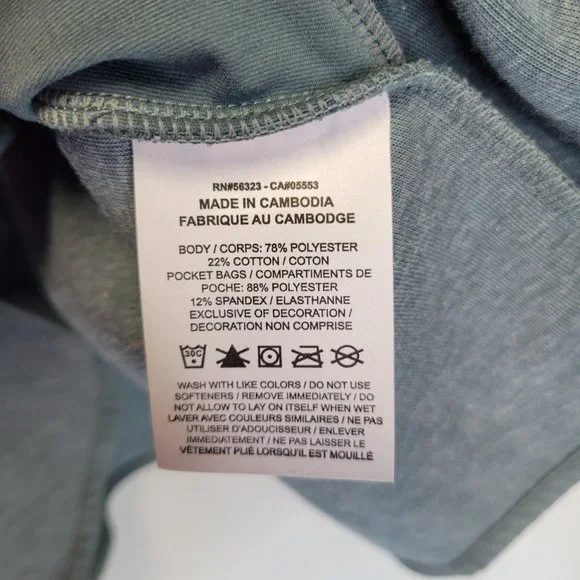 RN#56323 - CA#05553
MADE IN CAMBODIA
FABRIQUE AU CAMBODGE
BODY / CORPS: 78% POLYESTER
22% COTTON / COTON
POCKET BAGS / COMPARTIMENTS DE
POCHE: 88% POLYESTER
12% SPANDEX / ELASTHANNE
EXCLUSIVE OF DECORATION /
DECORATION NON COMPRISE
30C
WASH WITH LIKE COLORS / DO NOT USE
SOFTENERS / REMOVE IMMEDIATELY / DO
NOT ALLOW TO LAY ON ITSELF WHEN WET
LAVER AVEC COULEURS SIMILAIRES / NE PAS
UTILISER D'ADOUCISSEUR / ENLEVER
IMMEDIATEMENT / NE PAS LAISSER LE
VÊTEMENT PLIÉ LORSQU'IL EST MOUILLÉ